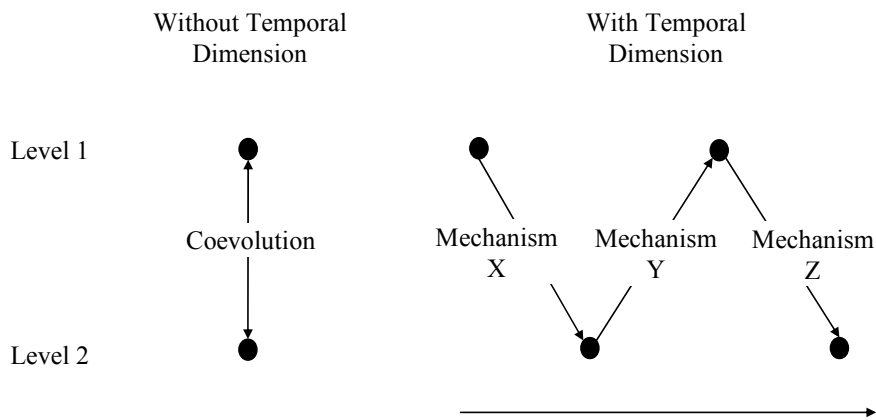 Without Temporal
Dimension
With Temporal
Dimension
Level 1
Coevolution
Mechanism
X
Mechanism
Y
Mechanism
Z
Level 2